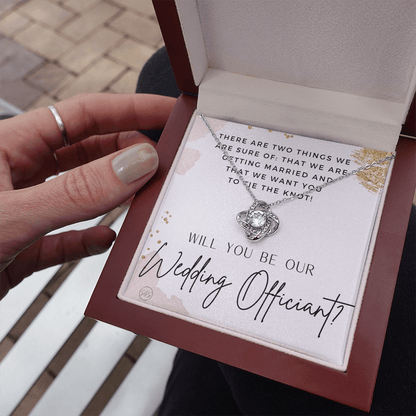 THERE ARE TWO THINGS WE
ARE SURE OF: THAT WE ARE
GETTING MARRIED AND
THAT WE WANT YOU
TO TIE THE KNOT!
WILL YOU BE OUR
Wedding Officiant?